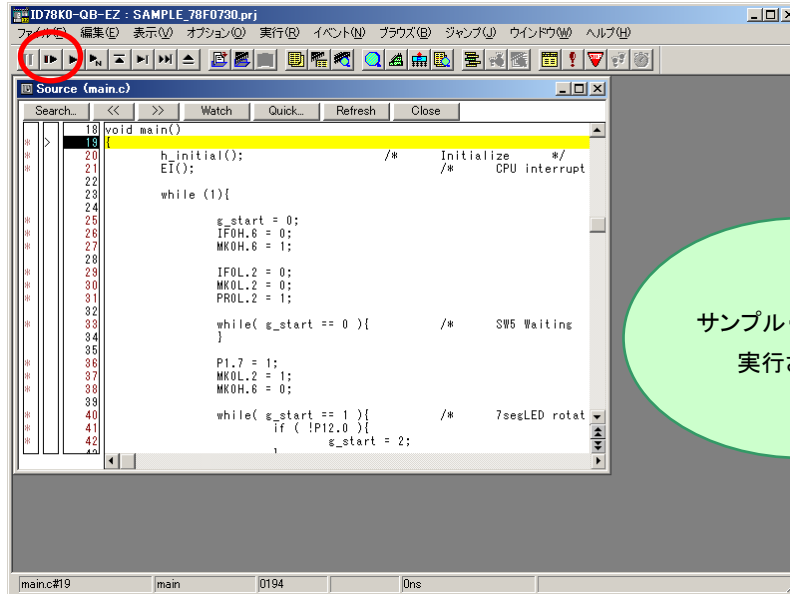 ID78K0-QB-EZ : SAMPLE_78F0730.prj
ファイル(F) 編集(E) 表示(V) オプション(O) 実行(R) イベント(N) ブラウズ(B) ジャンプ(J) ウインドウ(W) ヘルプ(H)
Source (main.c)
Search... << >> Watch Quick... Refresh Close
18 void main()
* > 19 {
* 20 h_initial(); /* Initialize */
* 21 EI(); /* CPU interrupt
22
23 while (1){
24
* 25 g_start = 0;
* 26 IF0H.6 = 0;
* 27 MK0H.6 = 1;
28
* 29 IF0L.2 = 0;
* 30 MK0L.2 = 0;
* 31 PR0L.2 = 1;
32
* 33 while( g_start == 0 ){ /* SW5 Waiting
34 }
35
* 36 P1.7 = 1;
* 37 MK0L.2 = 1;
* 38 MK0H.6 = 0;
39
* 40 while( g_start == 1 ){ /* 7segLED rotat
* 41 if ( !P12.0 ){
* 42 g_start = 2;
サンプル
実行
main.c#19 main 0194 0ns